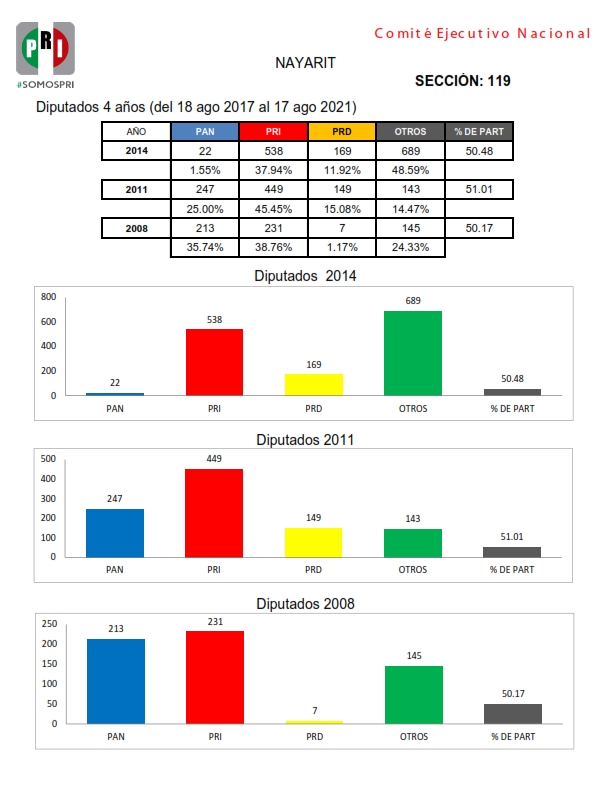 Comité Ejecutivo Nacional
PRI
#SOMOSPRI
NAYARIT
SECCIÓN: 119
Diputados 4 años (del 18 ago 2017 al 17 ago 2021)
AÑO PAN PRI PRD OTROS % DE PART
2014 22 538 169 689 50.48
1.55% 37.94% 11.92% 48.59%
2011 247 449 149 143 51.01
25.00% 45.45% 15.08% 14.47%
2008 213 231 7 145 50.17
35.74% 38.76% 1.17% 24.33%
Diputados 2014
800
600
400
200
0
22 538 169 689 50.48
PAN PRI PRD OTROS % DE PART
Diputados 2011
500
400
300
200
100
0
247 449 149 143 51.01
PAN PRI PRD OTROS % DE PART
Diputados 2008
250
200
150
100
50
0
213 231 7 145 50.17
PAN PRI PRD OTROS % DE PART